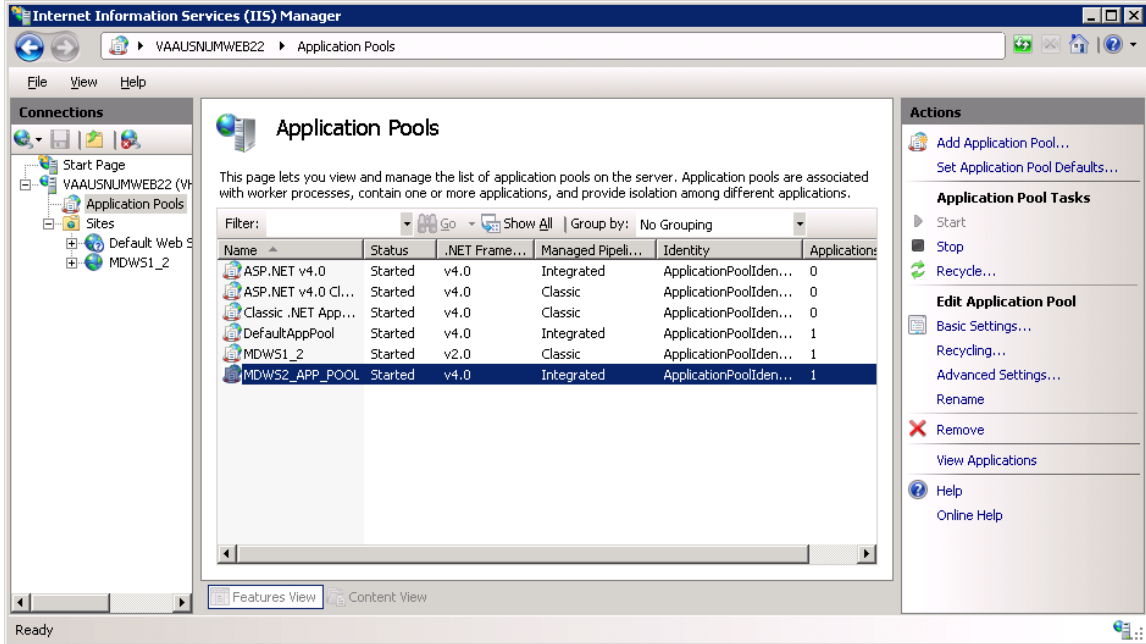 Internet Information Services (IIS) Manager
VAAUSNUMWEB22 Application Pools
File View Help
Connections
Start Page
VAAUSNUMWEB22 (VH
Application Pools
Sites
Default Web S
MDWS1_2
Application Pools
This page lets you view and manage the list of application pools on the server. Application pools are associated
with worker processes, contain one or more applications, and provide isolation among different applications.
Filter: Go Show All Group by: No Grouping
Name Status .NET Frame... Managed Pipeli... Identity Applications
ASP.NET v4.0 Started v4.0 Integrated ApplicationPoolIden... 0
ASP.NET v4.0 Cl... Started v4.0 Classic ApplicationPoolIden... 0
Classic .NET App... Started v4.0 Classic ApplicationPoolIden... 0
DefaultAppPool Started v4.0 Integrated ApplicationPoolIden... 1
MDWS1_2 Started v2.0 Classic ApplicationPoolIden... 1
MDWS2_APP_POOL Started v4.0 Integrated ApplicationPoolIden... 1
Features View Content View
Actions
Add Application Pool...
Set Application Pool Defaults...
Application Pool Tasks
Start
Stop
Recycle...
Edit Application Pool
Basic Settings...
Recycling...
Advanced Settings...
Rename
Remove
View Applications
Help
Online Help
Ready